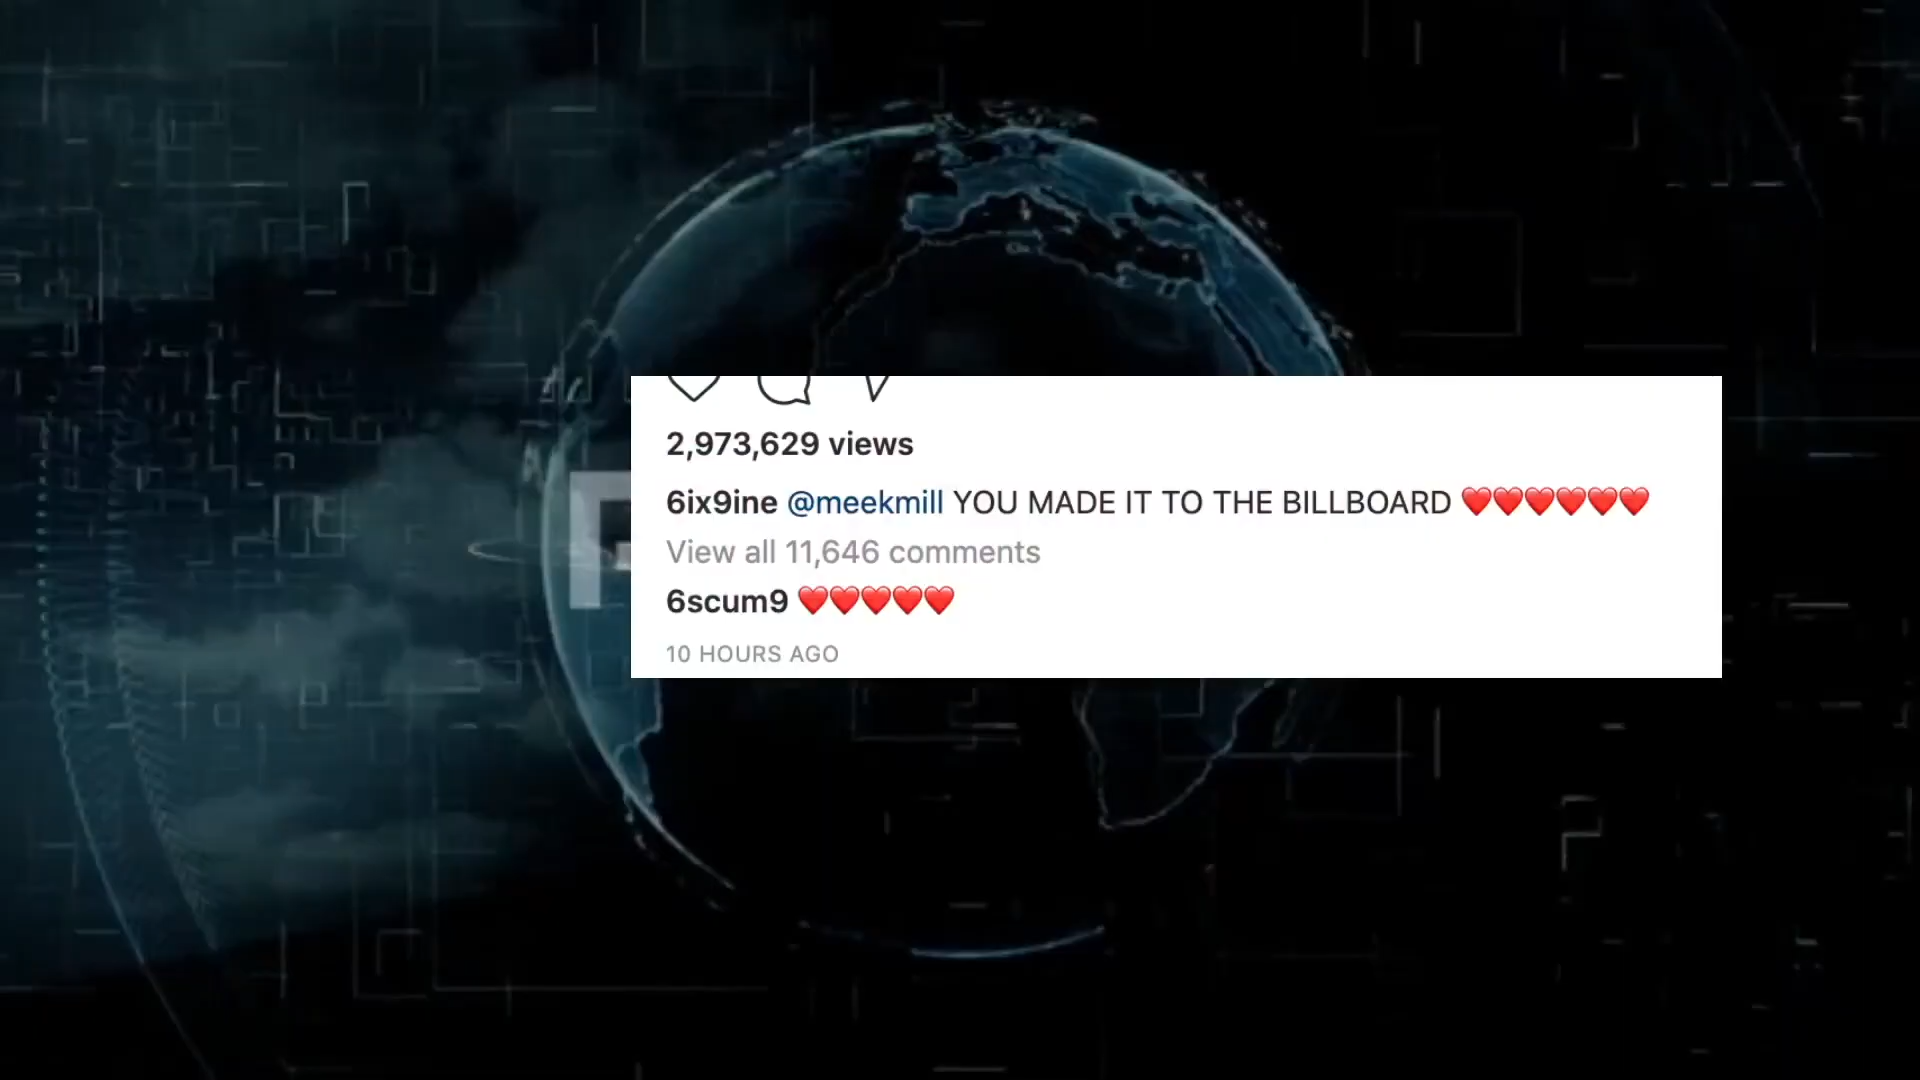 2,973,629 views
6ix9ine @meekmill YOU MADE IT TO THE BILLBOARD ❤️❤️❤️❤️❤️❤️
View all 11,646 comments
6scum9 ❤️❤️❤️❤️❤️
10 HOURS AGO